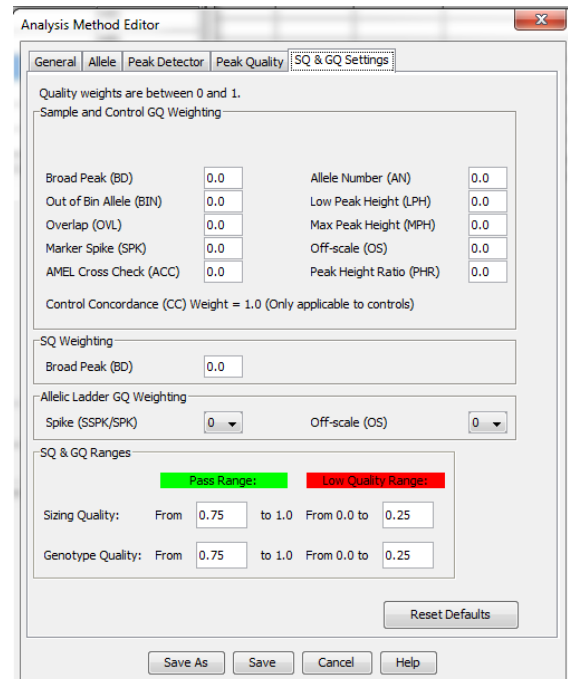 Analysis Method Editor
X
General Allele Peak Detector Peak Quality SQ & GQ Settings
Quality weights are between 0 and 1.
Sample and Control GQ Weighting
Broad Peak (BD) 0.0 Allele Number (AN) 0.0
Out of Bin Allele (BIN) 0.0 Low Peak Height (LPH) 0.0
Overlap (OVL) 0.0 Max Peak Height (MPH) 0.0
Marker Spike (SPK) 0.0 Off-scale (OS) 0.0
AMEL Cross Check (ACC) 0.0 Peak Height Ratio (PHR) 0.0
Control Concordance (CC) Weight = 1.0 (Only applicable to controls)
SQ Weighting
Broad Peak (BD) 0.0
Allelic Ladder GQ Weighting
Spike (SSPK/SPK) 0 Off-scale (OS) 0
SQ & GQ Ranges
Pass Range: Low Quality Range:
Sizing Quality: From 0.75 to 1.0 From 0.0 to 0.25
Genotype Quality: From 0.75 to 1.0 From 0.0 to 0.25
Reset Defaults
Save As Save Cancel Help